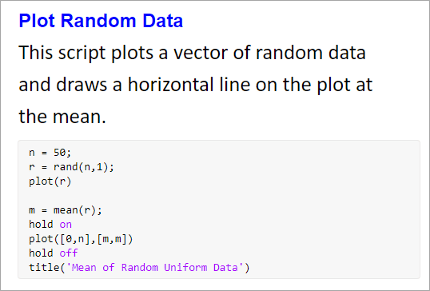 Plot Random Data
This script plots a vector of random data
and draws a horizontal line on the plot at
the mean.
n = 50;
r = rand(n,1);
plot(r)
m = mean(r);
hold on
plot([0,n],[m,m])
hold off
title('Mean of Random Uniform Data')